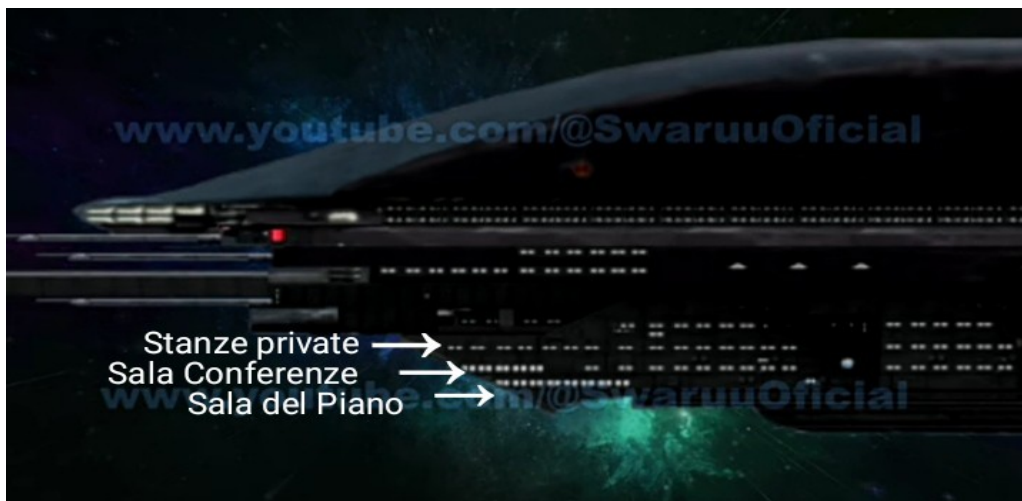 www.youtube.com/@SwaruuOficial
Stanze private
Sala Conferenze
www.youtube.com/@SwaruuOficial
Sala del Piano